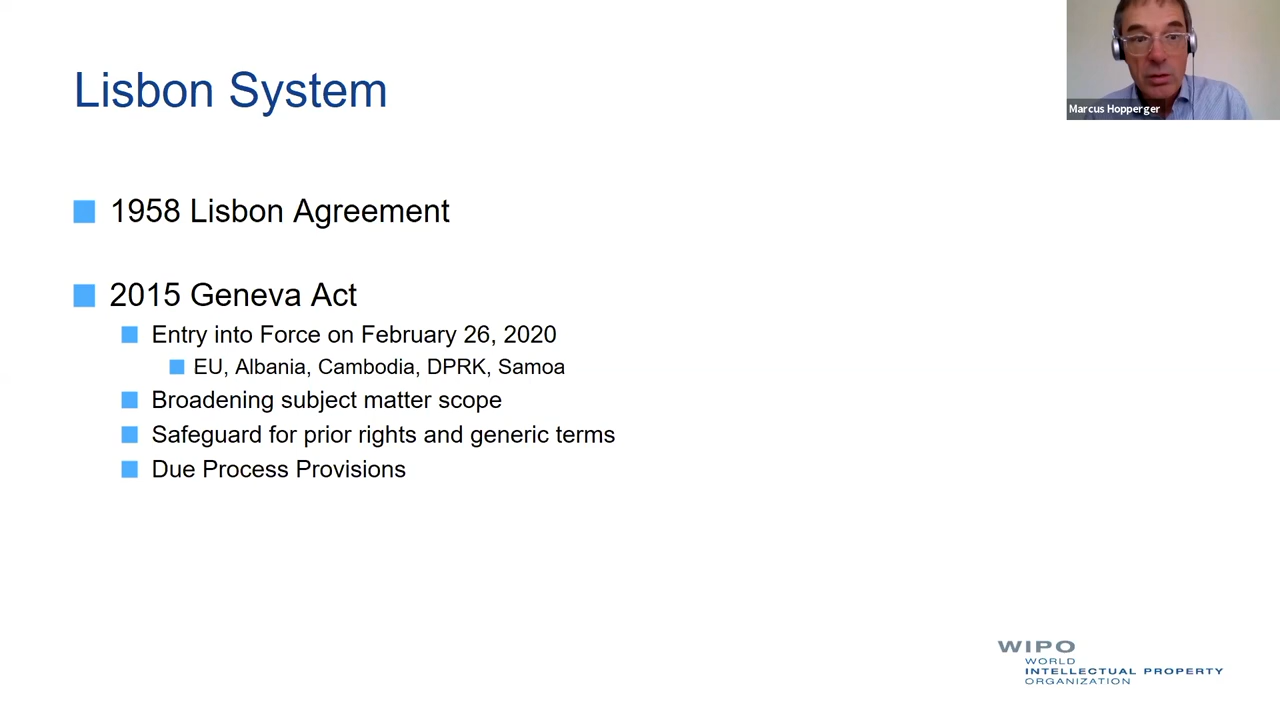 Lisbon System
Marcus Hopperger
1958 Lisbon Agreement
2015 Geneva Act
Entry into Force on February 26, 2020
EU, Albania, Cambodia, DPRK, Samoa
Broadening subject matter scope
Safeguard for prior rights and generic terms
Due Process Provisions
WIPO
WORLD
INTELLECTUAL PROPERTY
ORGANIZATION